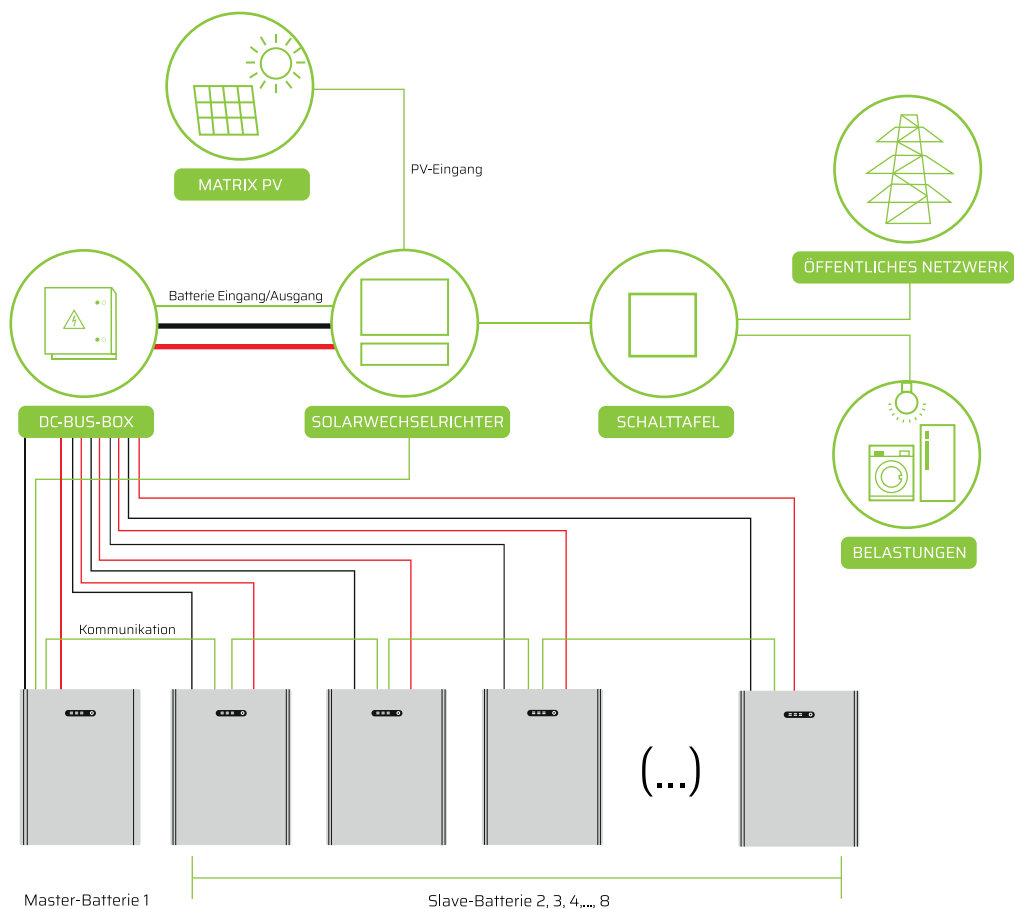 MATRIX PV
PV-Eingang
ÖFFENTLICHES NETZWERK
Batterie Eingang/Ausgang
DC-BUS-BOX
SOLARWECHSELRICHTER
SCHALTTAFEL
BELASTUNGEN
Kommunikation
(...)
Master-Batterie 1
Slave-Batterie 2, 3, 4,..., 8